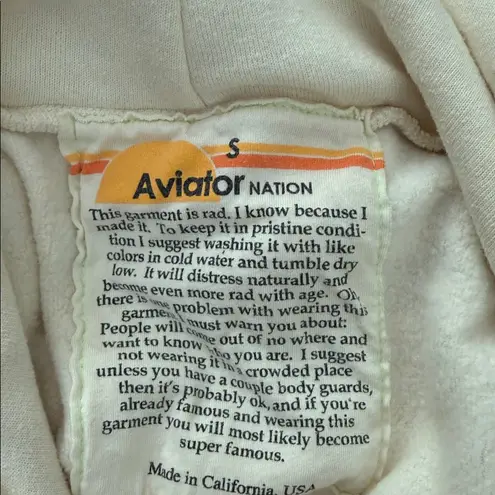 S
Aviator NATION
This garment is rad. I know because I
made it. To keep it in pristine condi-
tion I suggest washing it with like
colors in cold water and tumble dry
low. It will distress naturally and
become even more rad with age. Oh,
there is one problem with wearing this
garment I must warn you about:
People will come out of no where and
want to know who you are. I suggest
not wearing it in a crowded place
unless you have a couple body guards,
then it's probably ok, and if you're
already famous and wearing this
garment you will most likely become
super famous.
Made in California, USA